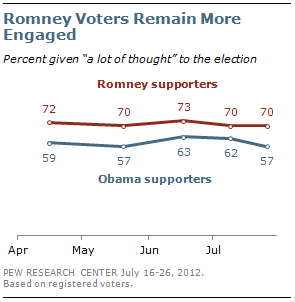 Romney Voters Remain More
Engaged
Percent given “a lot of thought” to the election
Romney supporters
72 70 73 70 70
59 57 63 62 57
Obama supporters
Apr May Jun Jul
PEW RESEARCH CENTER July 16-26, 2012.
Based on registered voters.